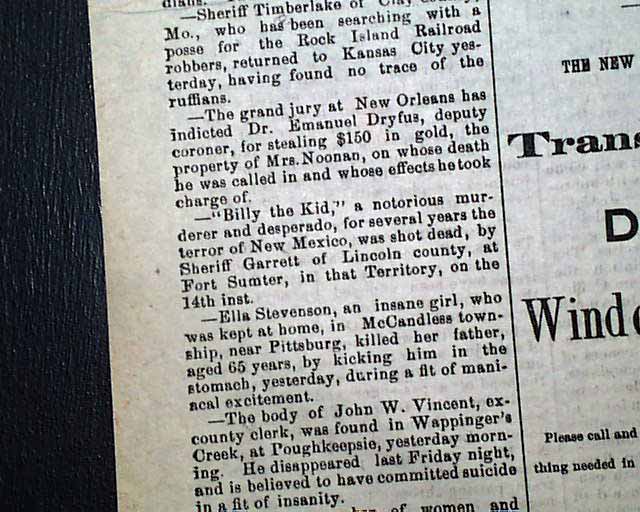 dians.
—Sheriff Timberlake of Clay county,
Mo., who has been searching with a
posse for the Rock Island Railroad
robbers, returned to Kansas City yes-
terday, having found no trace of the
ruffians.
—The grand jury at New Orleans has
indicted Dr. Emanuel Dryfus, deputy
coroner, for stealing $150 in gold, the
property of Mrs. Noonan, on whose death
he was called in and whose effects he took
charge of.
—"Billy the Kid," a notorious mur-
derer and desperado, for several years the
terror of New Mexico, was shot dead, by
Sheriff Garrett of Lincoln county, at
Fort Sumter, in that Territory, on the
14th inst.
—Ella Stevenson, an insane girl, who
was kept at home, in McCandless town-
ship, near Pittsburg, killed her father,
aged 65 years, by kicking him in the
stomach, yesterday, during a fit of mani-
acal excitement.
—The body of John W. Vincent, ex-
county clerk, was found in Wappinger's
Creek, at Poughkeepsie, yesterday morn-
ing. He disappeared last Friday night,
and is believed to have committed suicide
in a fit of insanity.
of women and
THE NEW
Trans
D
Windo
Please call and
thing needed in